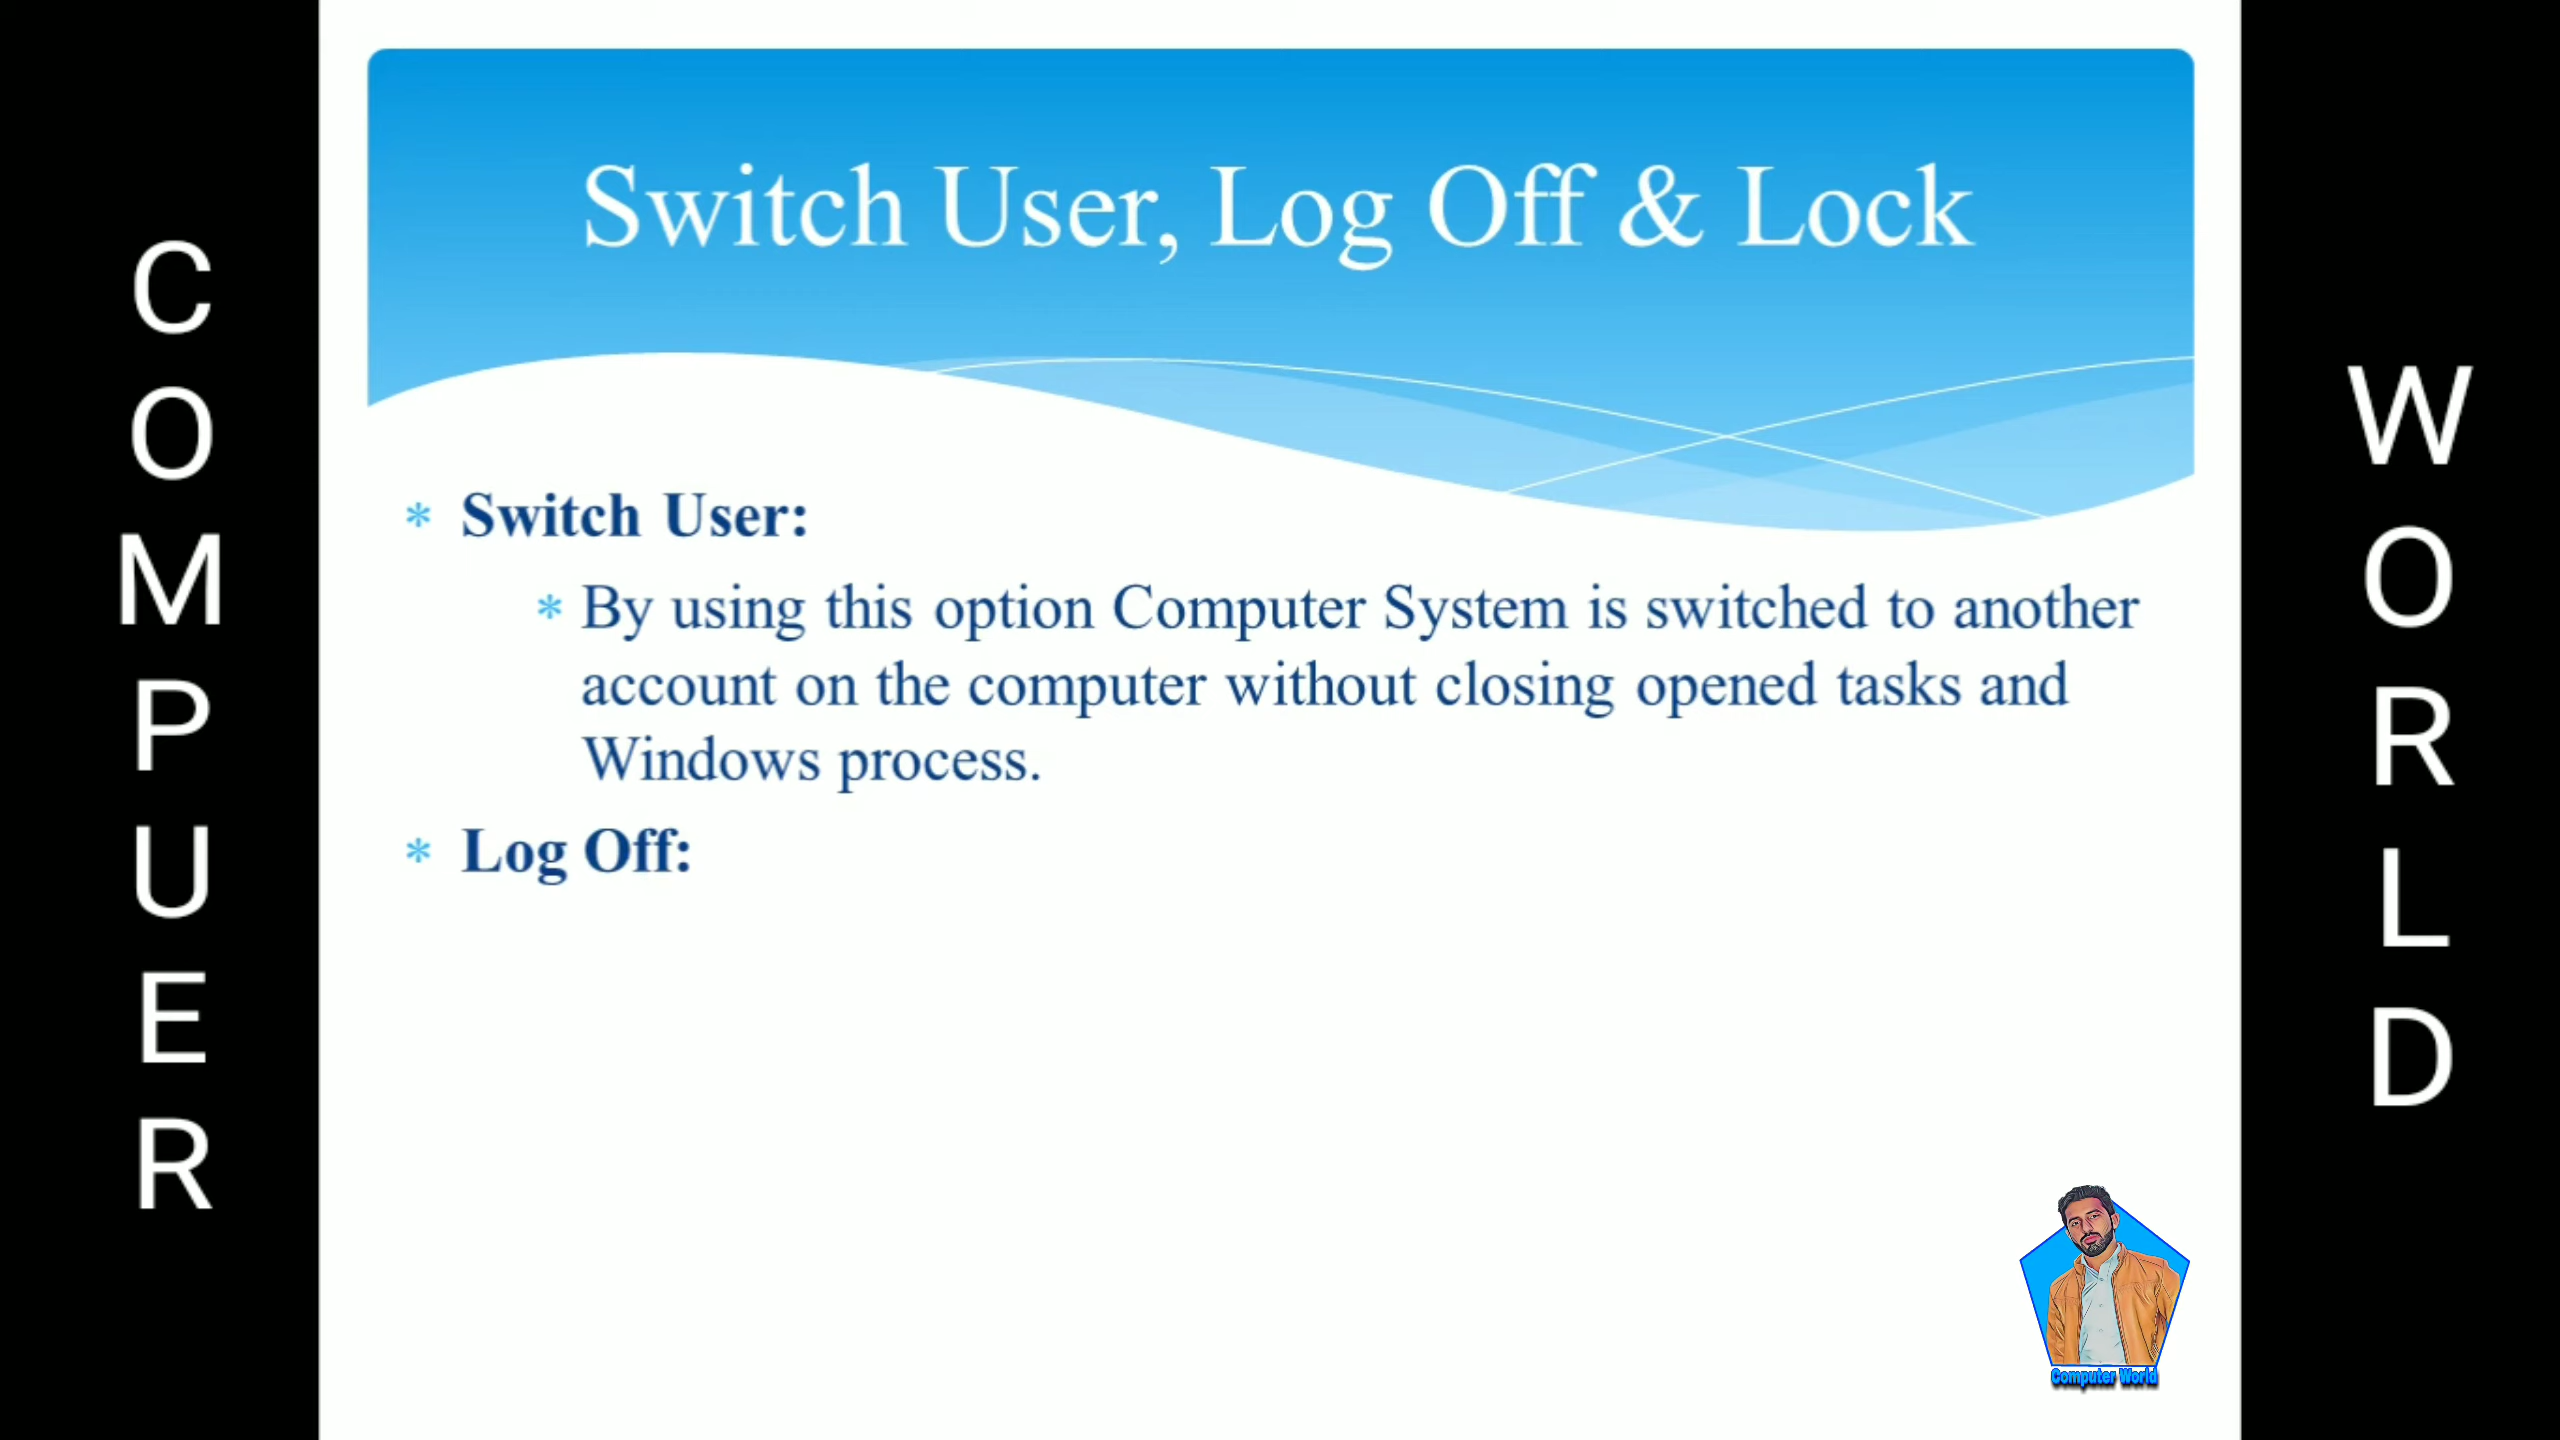 COMPUER
Switch User, Log Off & Lock
* Switch User:
* By using this option Computer System is switched to another
account on the computer without closing opened tasks and
Windows process.
* Log Off:
WORLD
Computer World